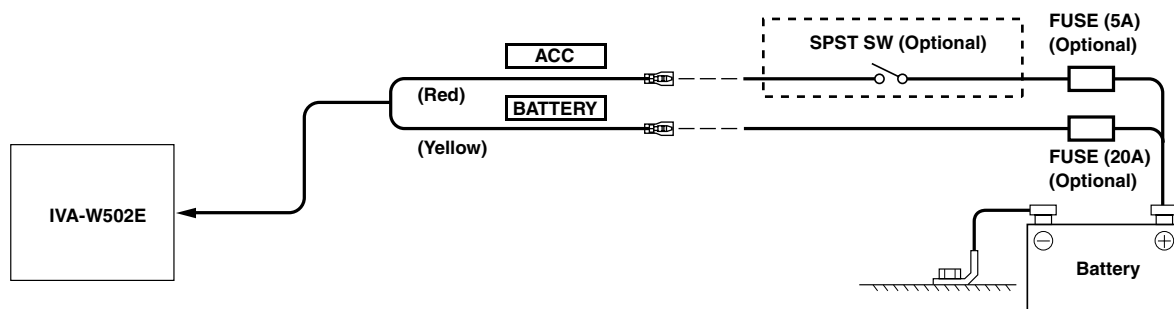 FUSE (5A)
(Optional)
SPST SW (Optional)
ACC
(Red)
BATTERY
(Yellow)
FUSE (20A)
(Optional)
IVA-W502E
Battery